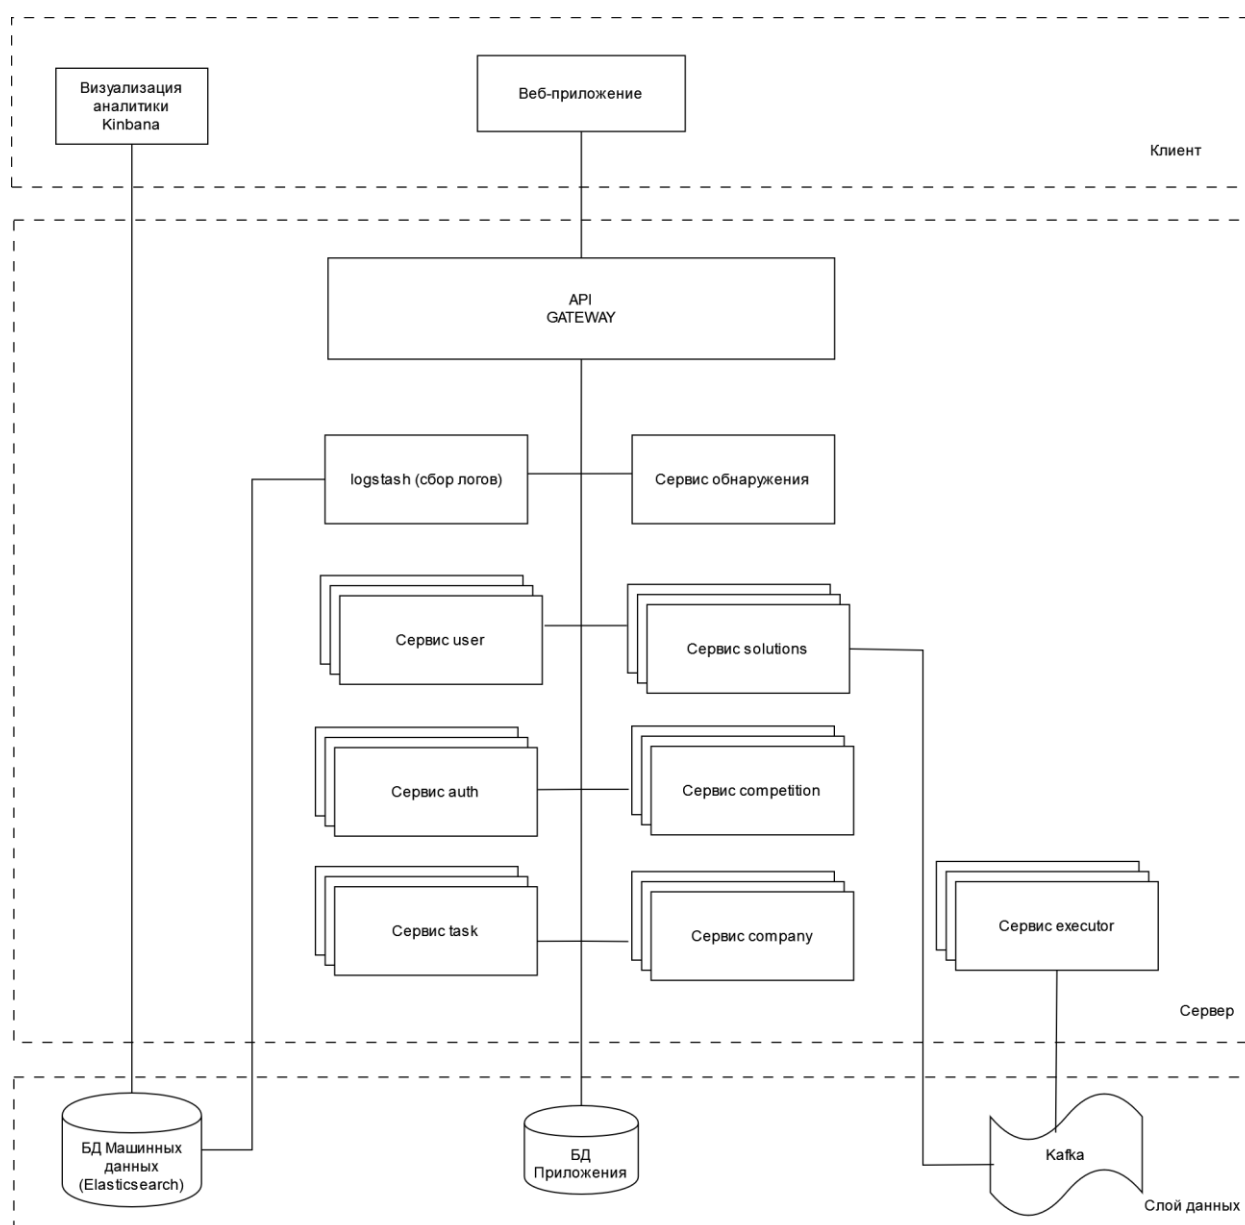 Визуализация
аналитики
Kinbana
Веб-приложение
Клиент
API
GATEWAY
logstash (сбор логов)
Сервис обнаружения
Сервис user
Сервис solutions
Сервис auth
Сервис competition
Сервис task
Сервис company
Сервис executor
Сервер
БД Машинных
данных
(Elasticsearch)
БД
Приложения
Kafka
Слой данных